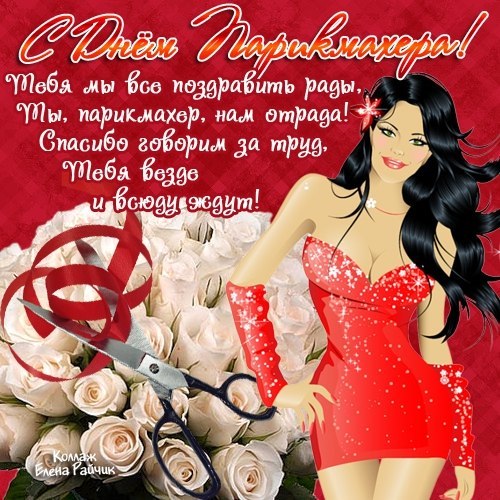 С Днём Парикмахера!
Тебя мы все поздравить рады,
Ты, парикмахер, нам отрада!
Спасибо говорим за труд,
Тебя везде
и всюду ждут!
Коллаж
Елена Райчик